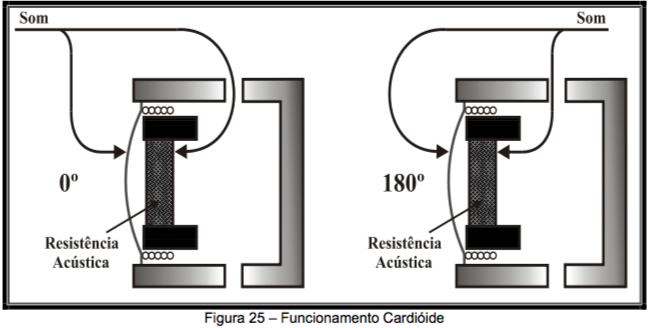 Som
Som
0º
180º
Resistência
Acústica
Resistência
Acústica
Figura 25 – Funcionamento Cardióide